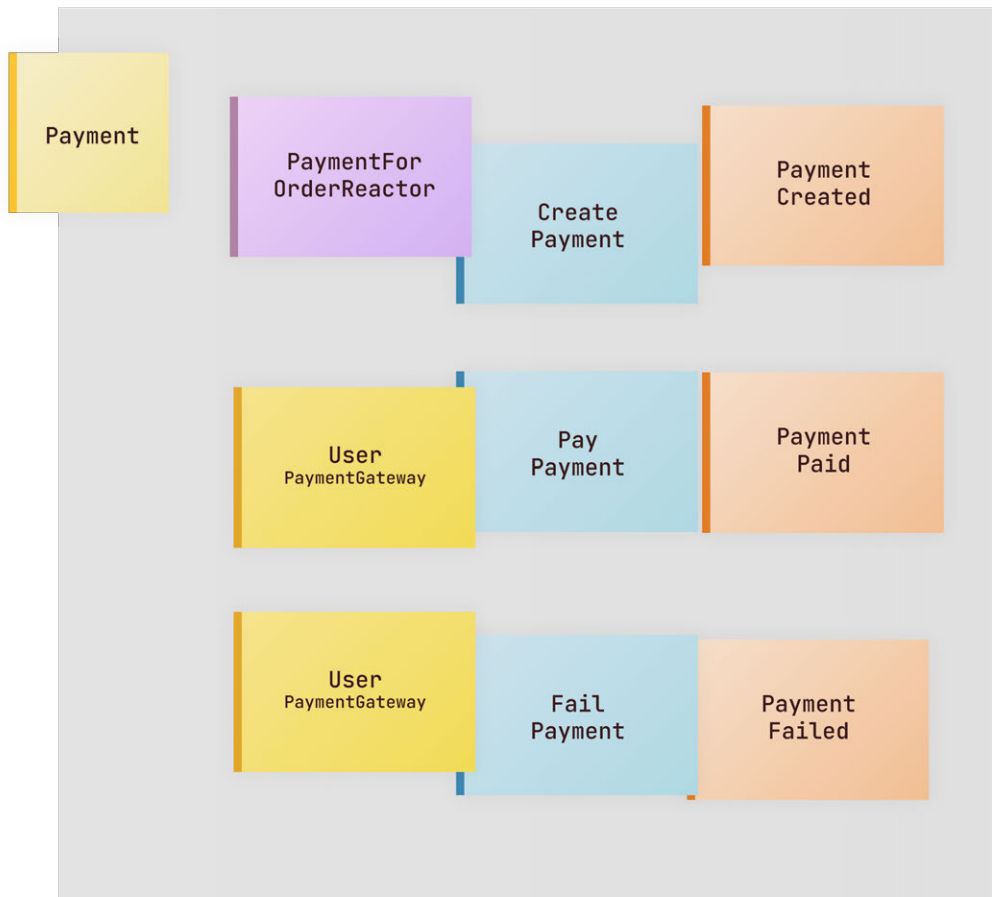 Payment
PaymentFor
OrderReactor
Create
Payment
Payment
Created
User
PaymentGateway
Pay
Payment
Payment
Paid
User
PaymentGateway
Fail
Payment
Payment
Failed